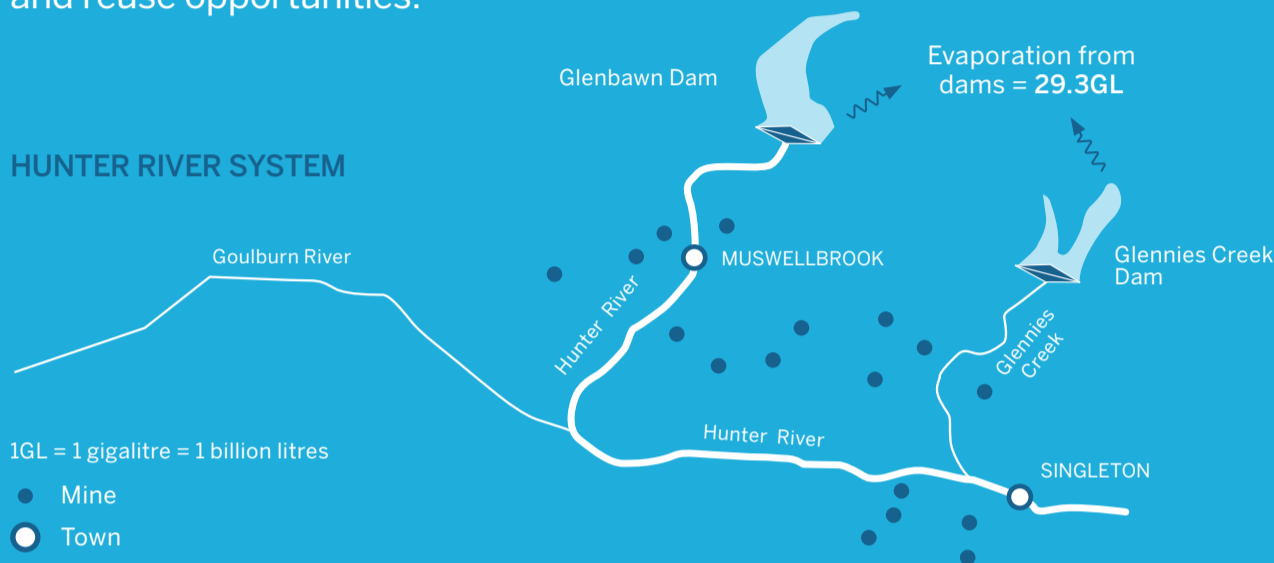 and reuse opportunities.
Glenbawn Dam
Evaporation from
dams = 29.3GL
HUNTER RIVER SYSTEM
Goulburn River
MUSWELLBROOK
Glennies Creek
Dam
Hunter River
Glennies
Creek
Hunter River
1GL = 1 gigalitre = 1 billion litres
SINGLETON
Mine
Town